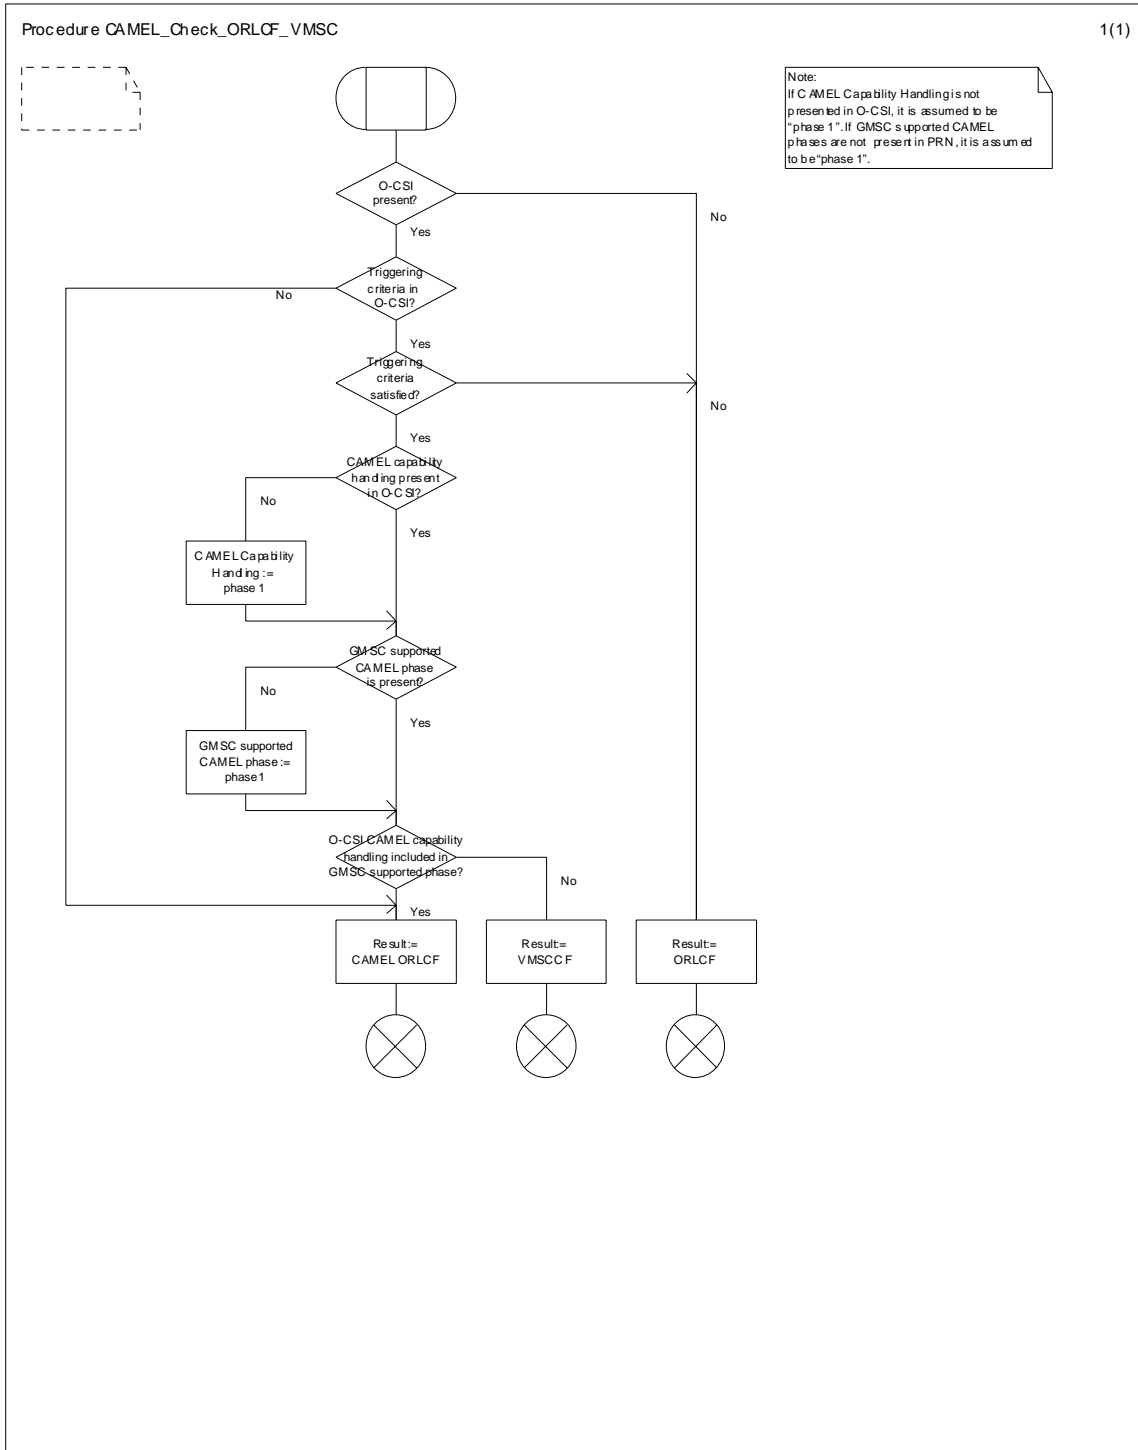 Procedure CAMEL_Check_ORLCF_VMSC
1(1)
Note:
If CAMEL Capability Handling is not
presented in O-CSI, it is assumed to be
“phase 1”. If GMSC supported CAMEL
phases are not present in PRN, it is assumed
to be “phase 1”.
O-CSI
present?
No
Yes
Triggering
criteria in
O-CSI?
No
Yes
Triggering
criteria
satisfied?
No
Yes
CAMEL capability
handling present
in O-CSI?
No
Yes
CAMEL Capability
Handling :=
phase 1
GMSC supported
CAMEL phase
is present?
No
Yes
GMSC supported
CAMEL phase :=
phase1
O-CSI CAMEL capability
handling included in
GMSC supported phase?
No
Yes
Result:=
CAMEL ORLCF
Result:=
VMSCCF
Result:=
ORLCF